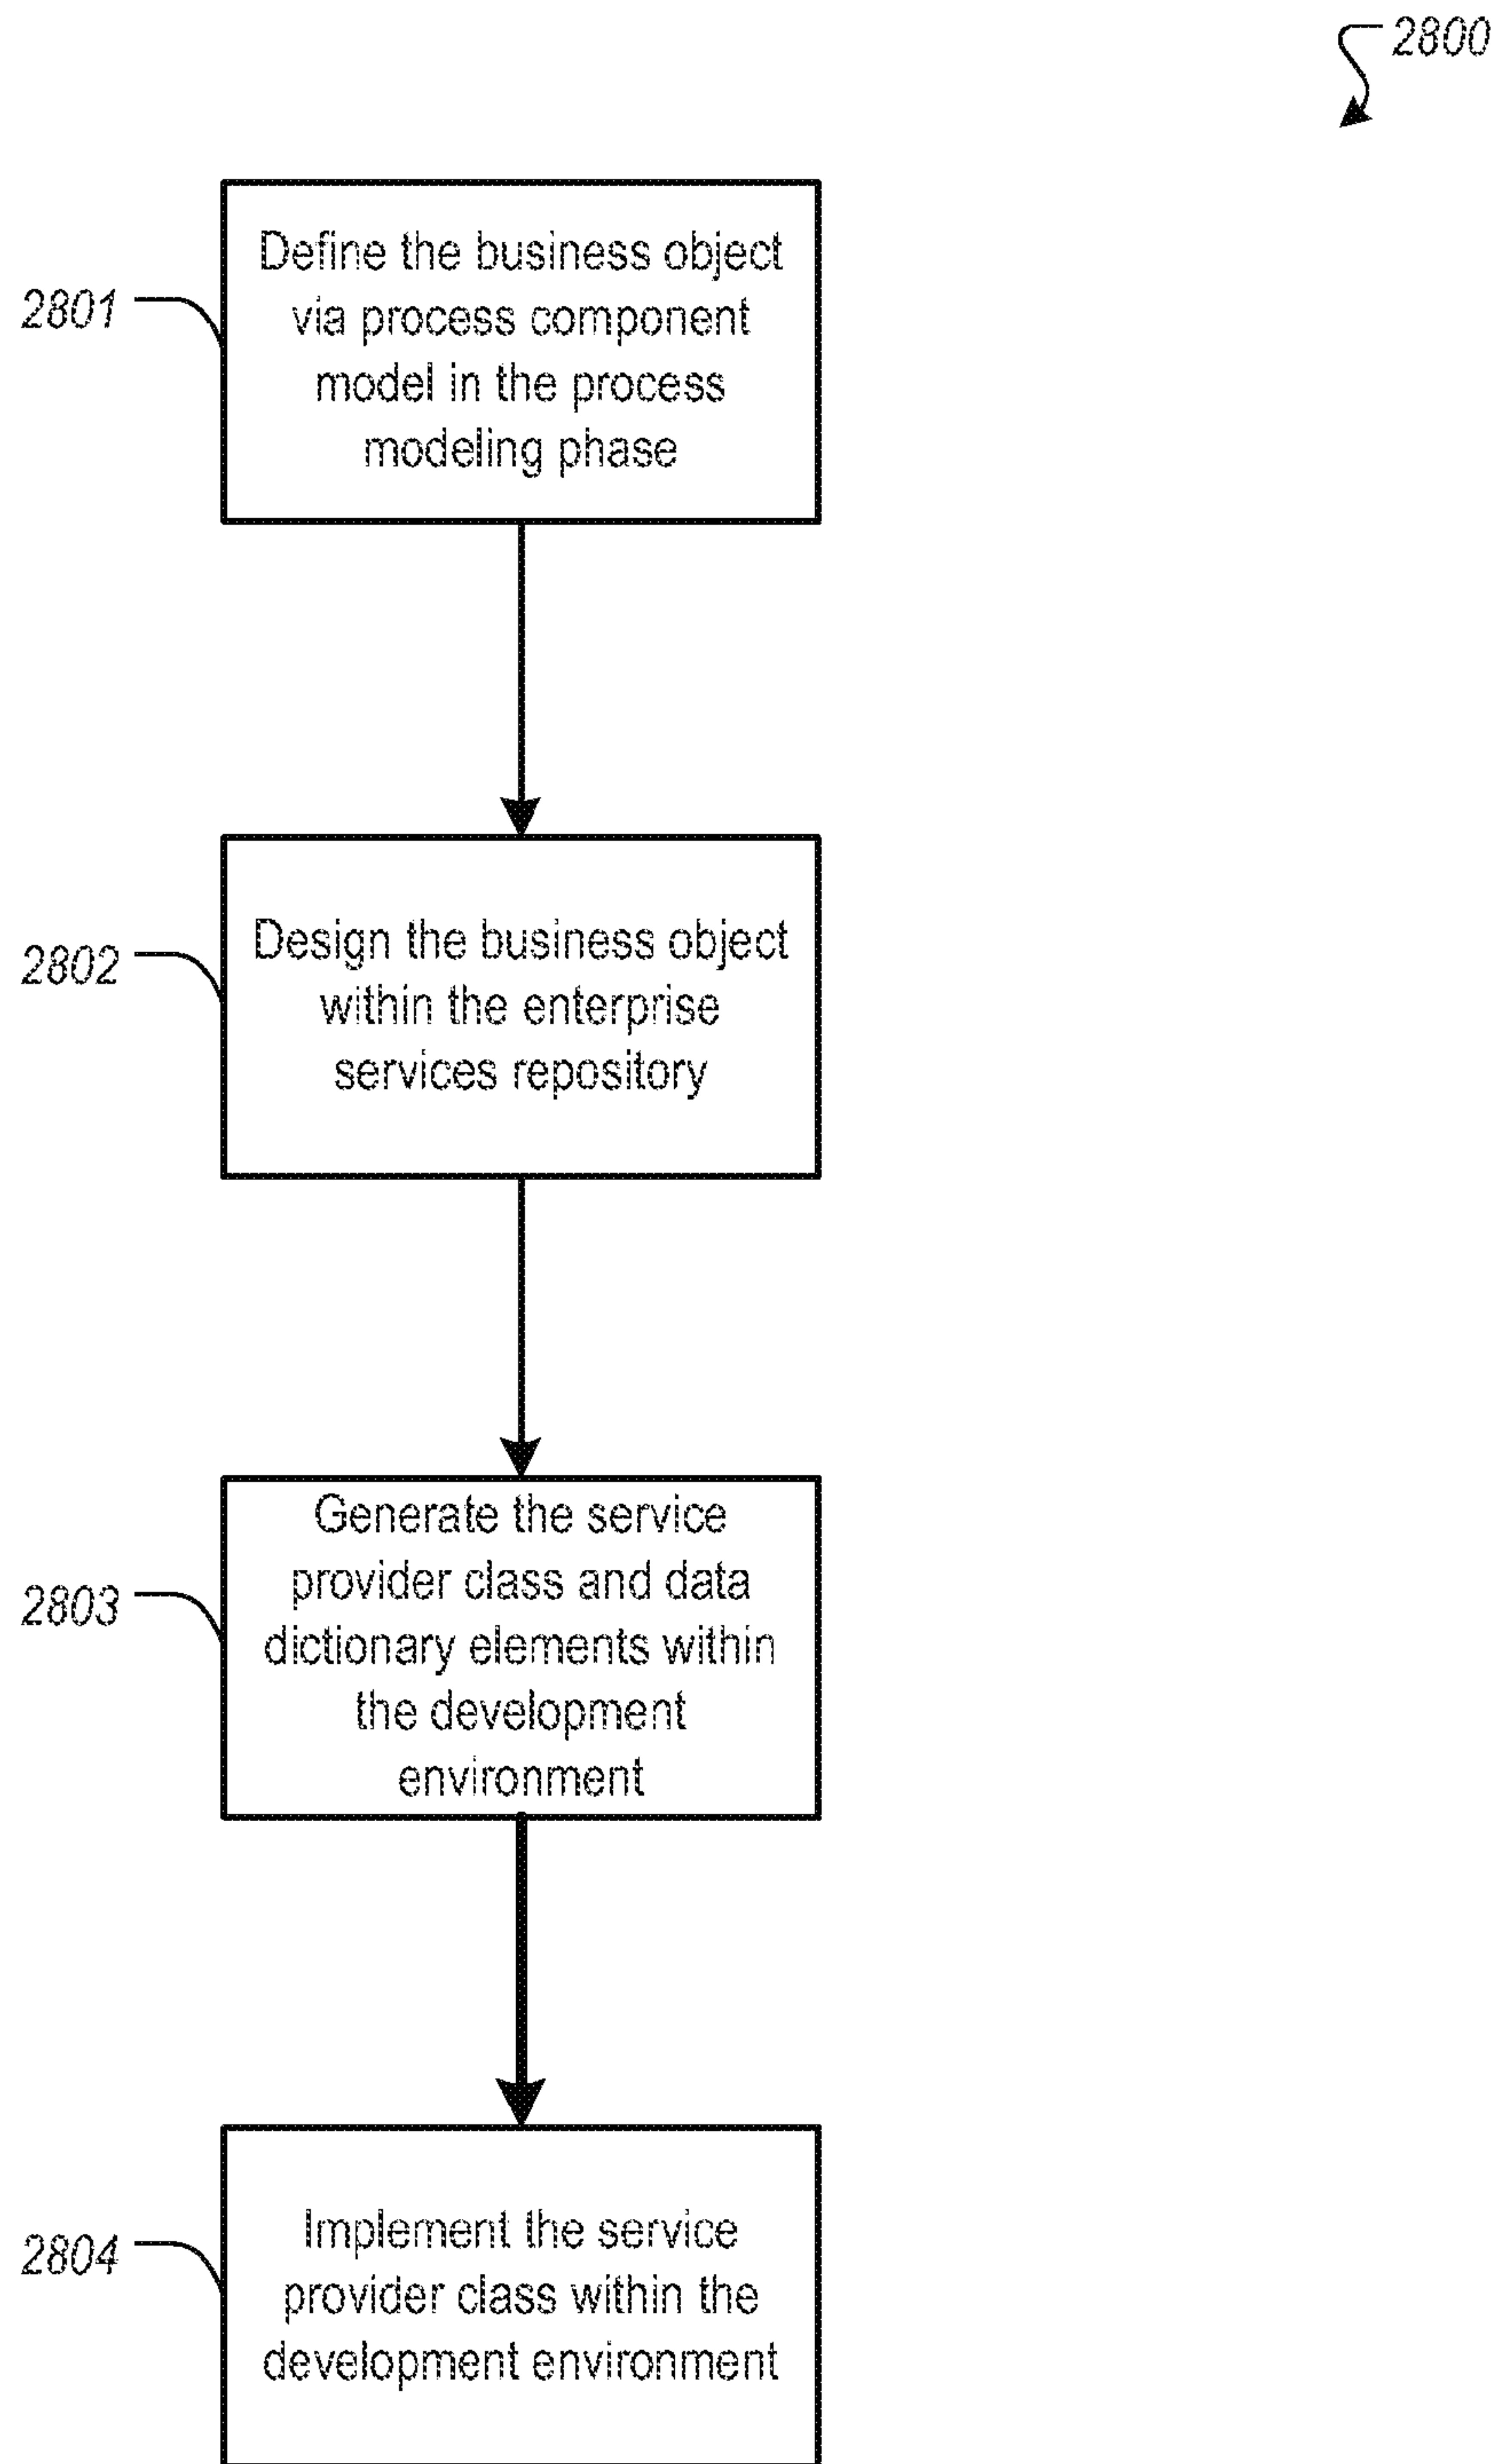 2800
Define the business object
via process component
model in the process
modeling phase
2801
Design the business object
within the enterprise
services repository
2802
Generate the service
provider class and data
dictionary elements within
the development
environment
2803
Implement the service
provider class within the
development environment
2804